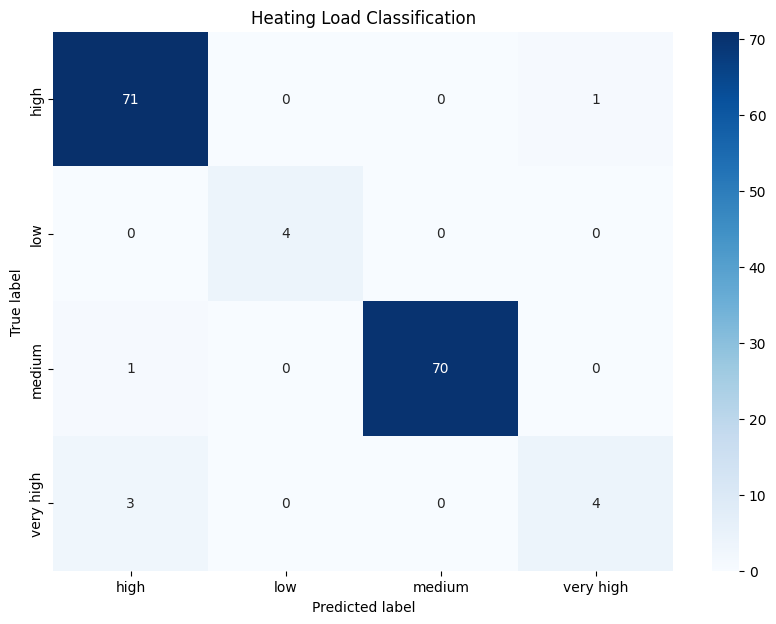 Heating Load Classification
True label
high
71 0 0 1
low
0 4 0 0
medium
1 0 70 0
very high
3 0 0 4
high low medium very high
Predicted label
70
60
50
40
30
20
10
0